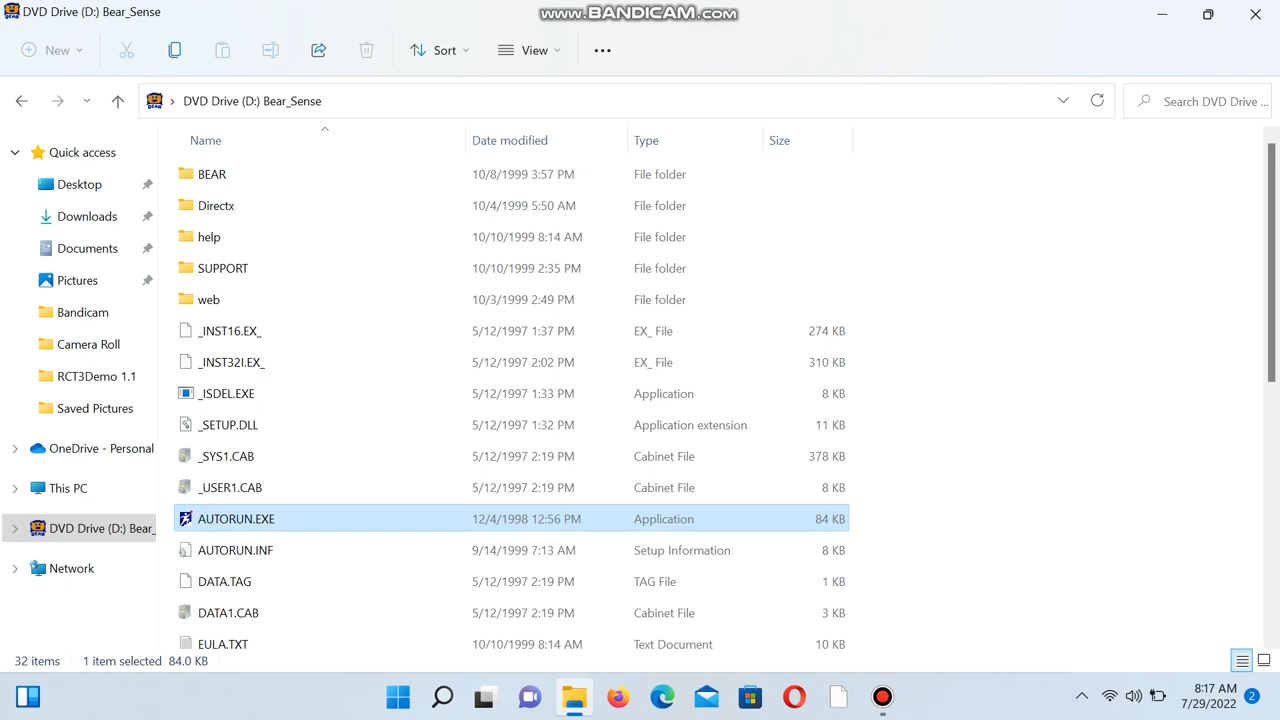 DVD Drive (D:) Bear_Sense
www.BANDICAM.com
New
Sort
View
DVD Drive (D:) Bear_Sense
Search DVD Drive ...
Name Date modified Type Size
Quick access
Desktop
Downloads
Documents
Pictures
Bandicam
Camera Roll
RCT3Demo 1.1
Saved Pictures
OneDrive - Personal
This PC
DVD Drive (D:) Bear_
Network
BEAR 10/8/1999 3:57 PM File folder
Directx 10/4/1999 5:50 AM File folder
help 10/10/1999 8:14 AM File folder
SUPPORT 10/10/1999 2:35 PM File folder
web 10/3/1999 2:49 PM File folder
_INST16.EX_ 5/12/1997 1:37 PM EX_ File 274 KB
_INST32I.EX_ 5/12/1997 2:02 PM EX_ File 310 KB
_ISDEL.EXE 5/12/1997 1:33 PM Application 8 KB
_SETUP.DLL 5/12/1997 1:32 PM Application extension 11 KB
_SYS1.CAB 5/12/1997 2:19 PM Cabinet File 378 KB
_USER1.CAB 5/12/1997 2:19 PM Cabinet File 8 KB
AUTORUN.EXE 12/4/1998 12:56 PM Application 84 KB
AUTORUN.INF 9/14/1999 7:13 AM Setup Information 8 KB
DATA.TAG 5/12/1997 2:19 PM TAG File 1 KB
DATA1.CAB 5/12/1997 2:19 PM Cabinet File 3 KB
EULA.TXT 10/10/1999 8:14 AM Text Document 10 KB
32 items 1 item selected 84.0 KB
8:17 AM
7/29/2022
2